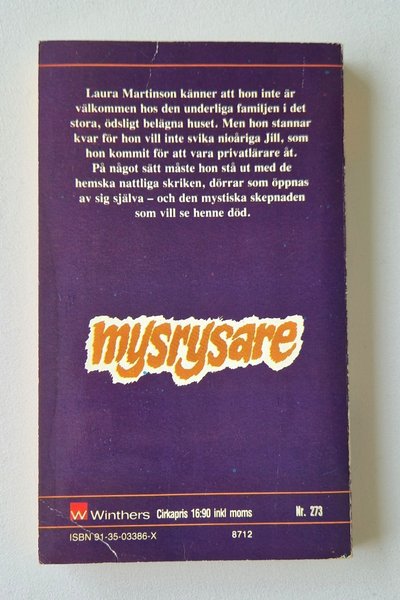 Laura Martinson känner att hon inte är
välkommen hos den underliga familjen i det
stora, ödsligt belägna huset. Men hon stannar
kvar för hon vill inte svika nioåriga Jill, som
hon kommit för att vara privatlärare åt.
På något sätt måste hon stå ut med de
hemska nattliga skriken, dörrar som öppnas
av sig själva – och den mystiska skepnaden
som vill se henne död.
mysrysare
W Winthers Cirkapris 16:90 inkl moms Nr. 273
ISBN 91-35-03386-X 8712